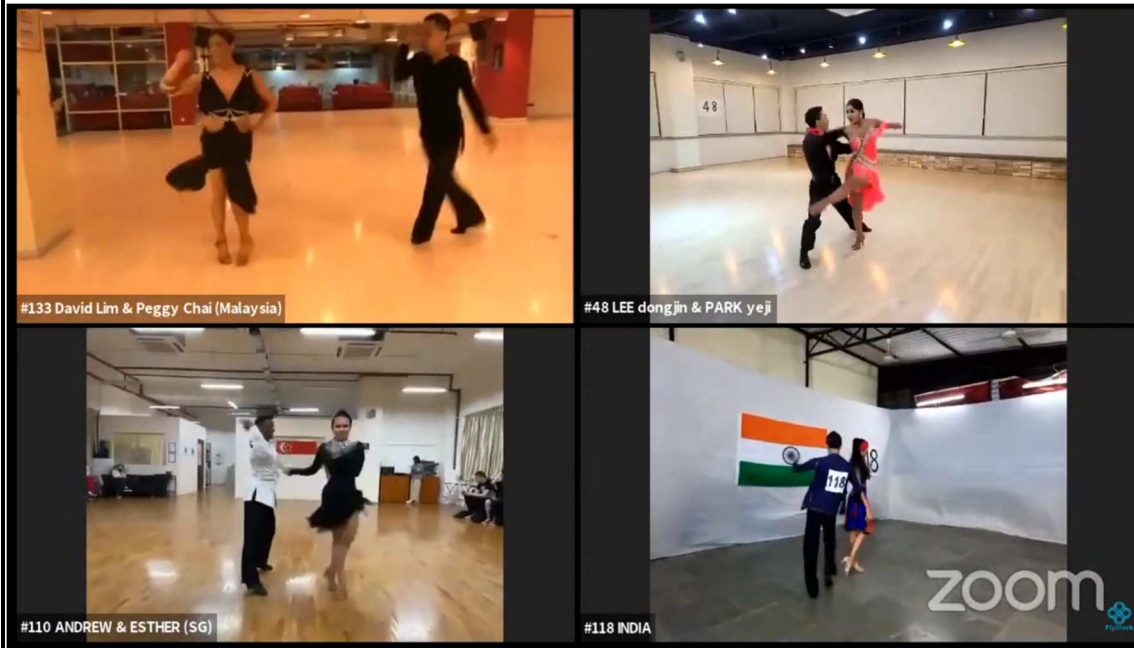 #133 David Lim & Peggy Chai (Malaysia)
48
#48 LEE dongjin & PARK yeji
#110 ANDREW & ESTHER (SG)
118
18
#118 INDIA
zoom
FlyMark